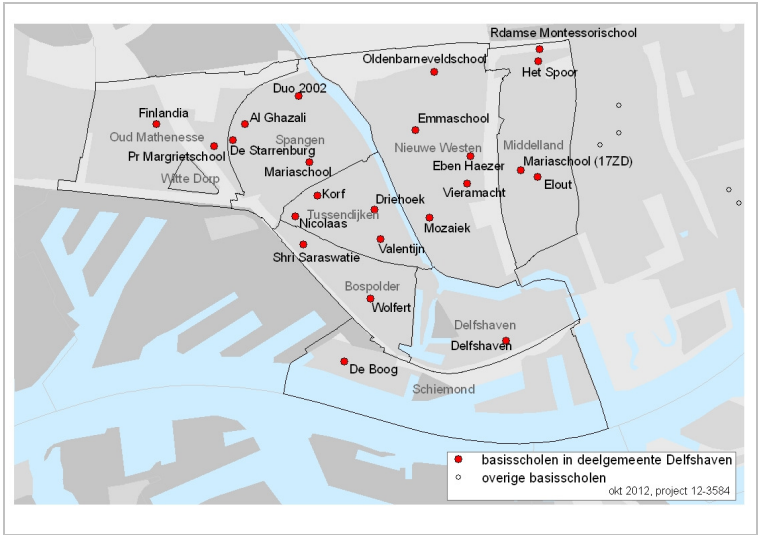 Rdamse Montessorischool
Oldenbarneveldschool
Het Spoor
Duo 2002
Finlandia
Al Ghazali
Emmaschool
Oud Mathenesse
Spangen
De Starrenburg
Nieuwe Westen
Middelland
Pr Margrietschool
Mariaschool
Eben Haezer
Mariaschool (17ZD)
Witte Dorp
Elout
Vieramacht
Korf
Driehoek
Tussendijken
Nicolaas
Mozaiek
Valentijn
Shri Saraswatie
Bospolder
Wolfert
Delfshaven
Delfshaven
De Boog
Schiemond
basisscholen in deelgemeente Delfshaven
overige basisscholen
okt 2012, project 12-3584